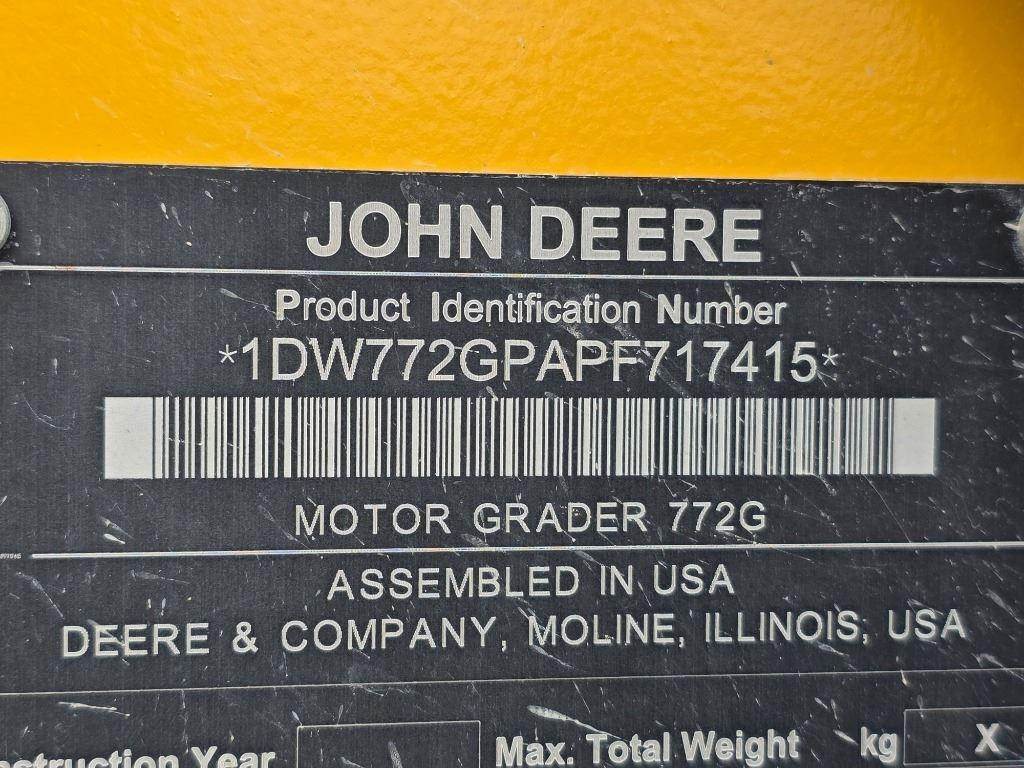 JOHN DEERE
Product Identification Number
*1DW772GPAPF717415*
MOTOR GRADER 772G
ASSEMBLED IN USA
DEERE & COMPANY, MOLINE, ILLINOIS, USA
Year Max. Total Weight kg X